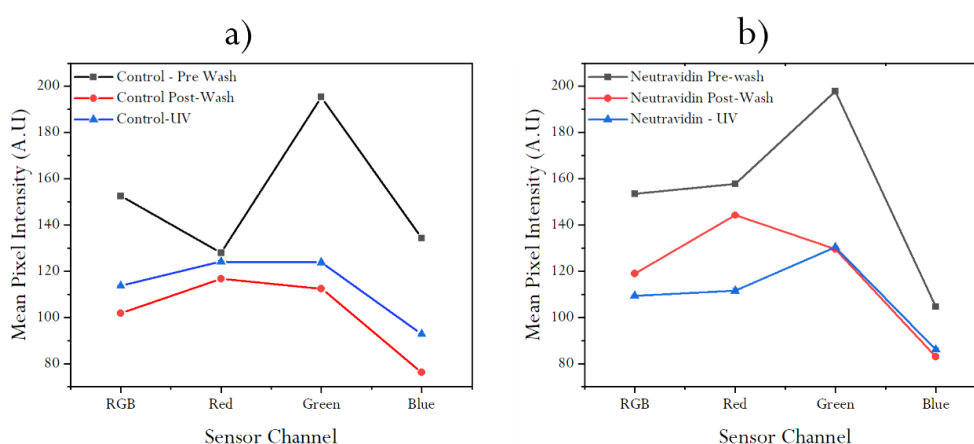 a)
Control - Pre Wash
Control Post-Wash
Control-UV
200
180
160
140
120
100
80
Mean Pixel Intensity (A.U)
RGB Red Green Blue
Sensor Channel
b)
Neutravidin Pre-wash
Neutravidin Post-Wash
Neutravidin - UV
200
180
160
140
120
100
80
Mean Pixel Intensity (A.U)
RGB Red Green Blue
Sensor Channel